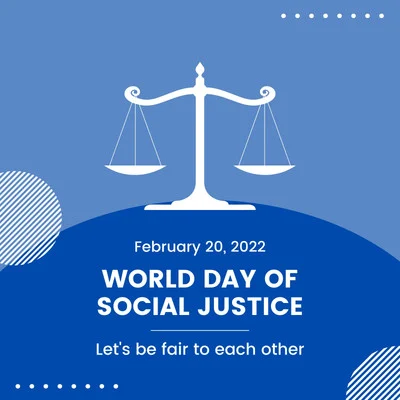 February 20, 2022
WORLD DAY OF
SOCIAL JUSTICE
Let's be fair to each other